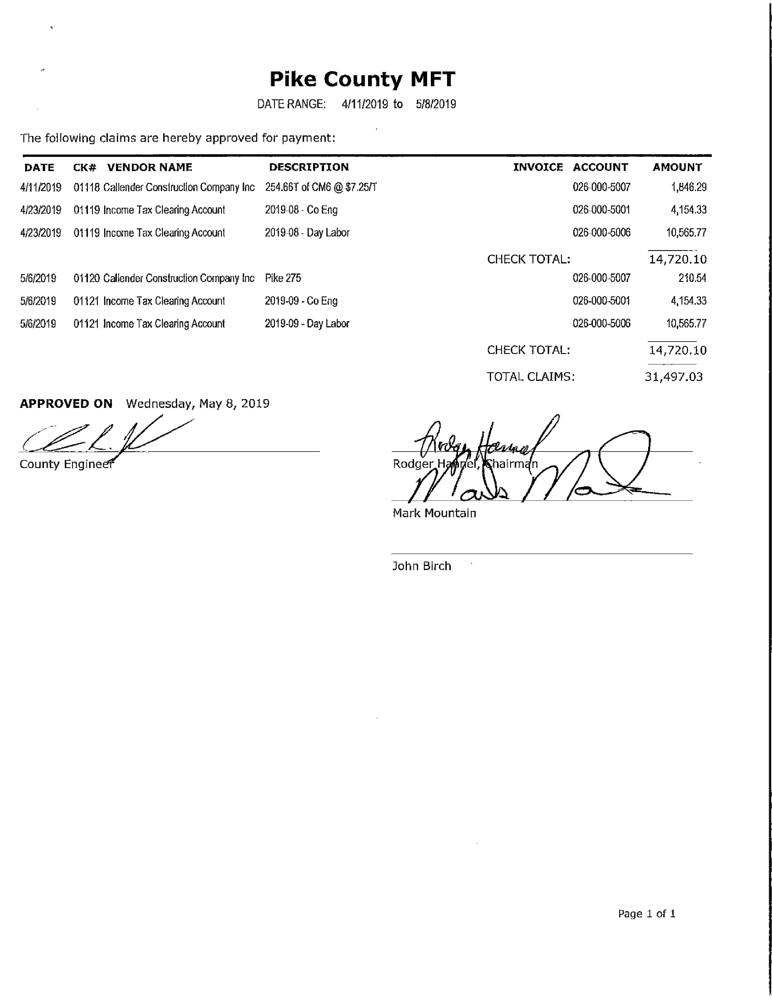 Pike County MFT
DATE RANGE: 4/11/2019 to 5/8/2019
The following claims are hereby approved for payment:
DATE CK# VENDOR NAME DESCRIPTION INVOICE ACCOUNT AMOUNT
4/11/2019 01118 Callender Construction Company Inc 254.66T of CM6 @ $7.25/T 026-000-5007 1,846.29
4/23/2019 01119 Income Tax Clearing Account 2019-08 - Co Eng 026-000-5001 4,154.33
4/23/2019 01119 Income Tax Clearing Account 2019-08 - Day Labor 026-000-5006 10,565.77
CHECK TOTAL: 14,720.10
5/6/2019 01120 Callender Construction Company Inc Pike 275 026-000-5007 210.54
5/6/2019 01121 Income Tax Clearing Account 2019-09 - Co Eng 026-000-5001 4,154.33
5/6/2019 01121 Income Tax Clearing Account 2019-09 - Day Labor 026-000-5006 10,565.77
CHECK TOTAL: 14,720.10
TOTAL CLAIMS: 31,497.03
APPROVED ON Wednesday, May 8, 2019
Rodger Hannel
County Engineer Rodger Hannel, Chairman
Mark Mountain
John Birch
Page 1 of 1